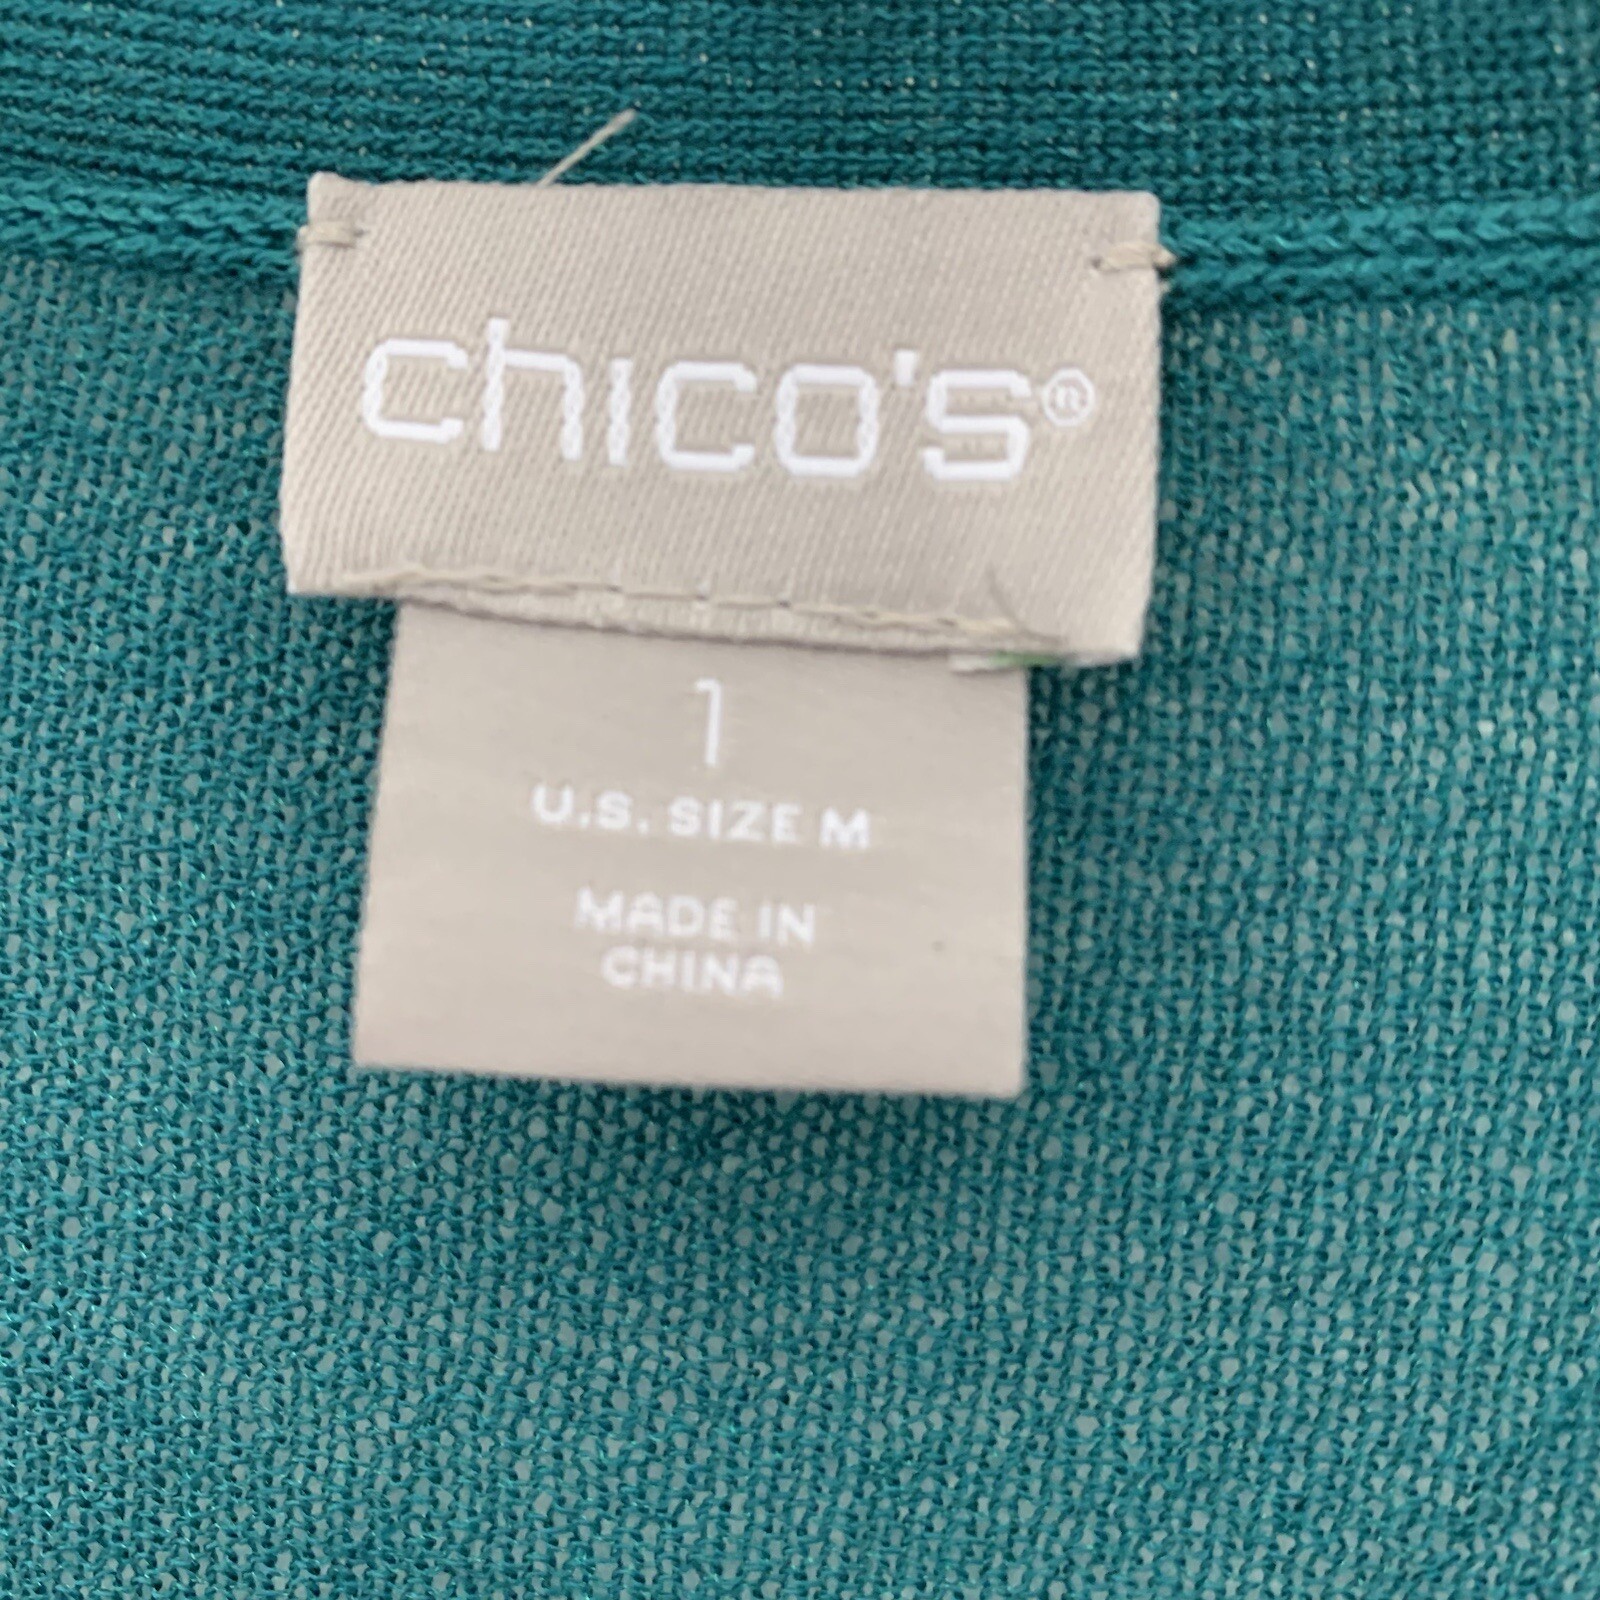 chico's®
1
U.S. SIZE M
MADE IN
CHINA